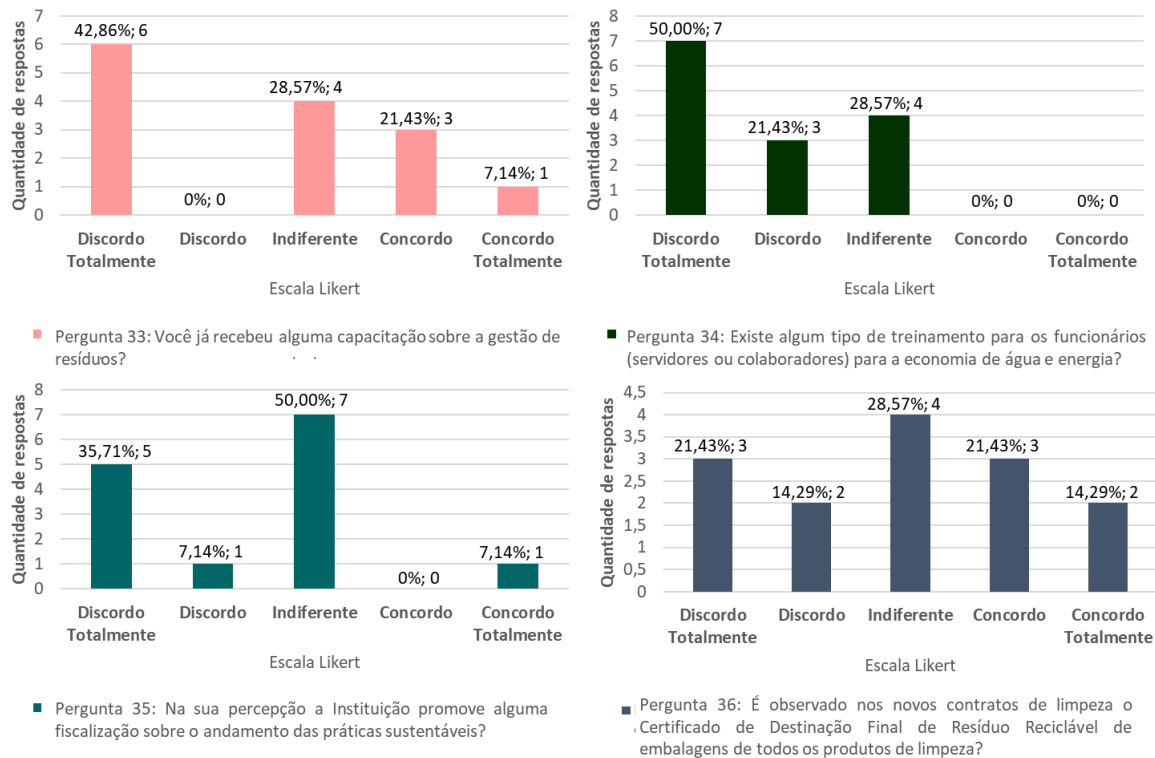 Quantidade de respostas
7
6
5
4
3
2
1
0
42,86%; 6
0%; 0
28,57%; 4
21,43%; 3
7,14%; 1
Discordo Totalmente
Discordo
Indiferente
Concordo
Concordo Totalmente
Escala Likert
Pergunta 33: Você já recebeu alguma capacitação sobre a gestão de
resíduos?
Quantidade de respostas
8
7
6
5
4
3
2
1
0
50,00%; 7
21,43%; 3
28,57%; 4
0%; 0
0%; 0
Discordo Totalmente
Discordo
Indiferente
Concordo
Concordo Totalmente
Escala Likert
Pergunta 34: Existe algum tipo de treinamento para os funcionários
(servidores ou colaboradores) para a economia de água e energia?
Quantidade de respostas
8
7
6
5
4
3
2
1
0
35,71%; 5
7,14%; 1
50,00%; 7
0%; 0
7,14%; 1
Discordo Totalmente
Discordo
Indiferente
Concordo
Concordo Totalmente
Escala Likert
Pergunta 35: Na sua percepção a Instituição promove alguma
fiscalização sobre o andamento das práticas sustentáveis?
Quantidade de respostas
4,5
4
3,5
3
2,5
2
1,5
1
0,5
0
21,43%; 3
14,29%; 2
28,57%; 4
21,43%; 3
14,29%; 2
Discordo Totalmente
Discordo
Indiferente
Concordo
Concordo Totalmente
Escala Likert
Pergunta 36: É observado nos novos contratos de limpeza o
Certificado de Destinação Final de Resíduo Reciclável de
embalagens de todos os produtos de limpeza?